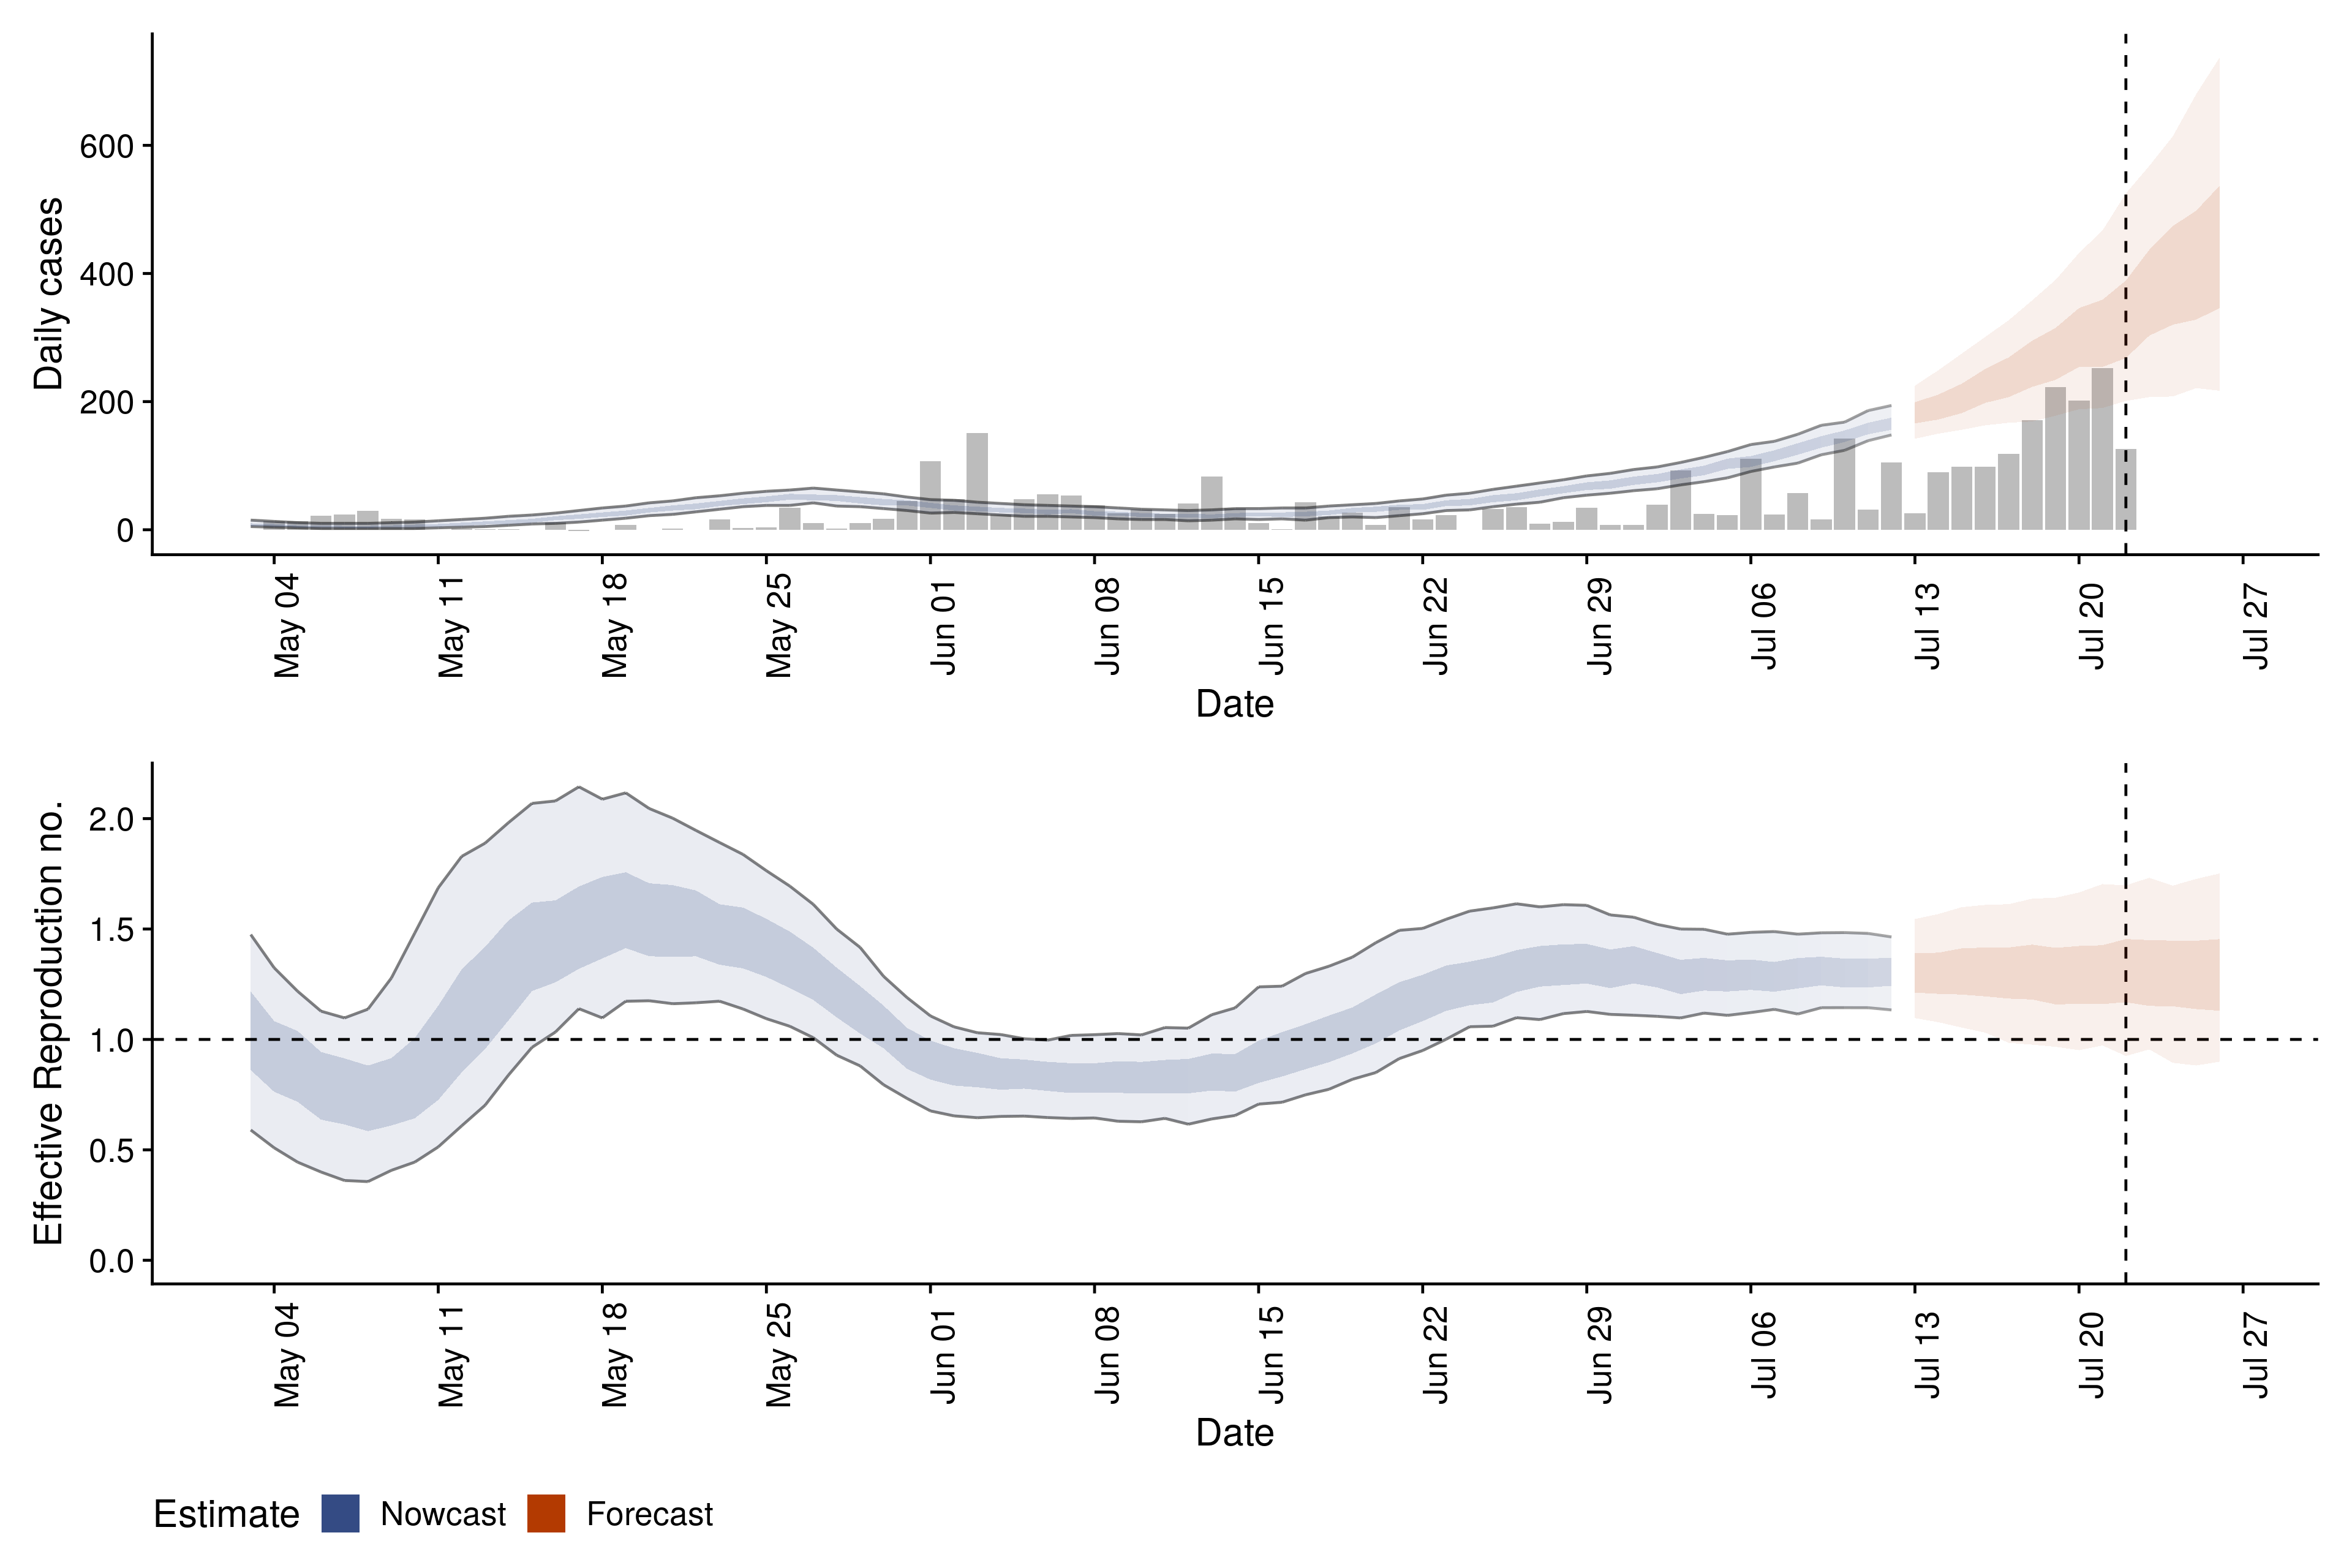 Daily cases
600
400
200
0
May 04
May 11
May 18
May 25
Jun 01
Jun 08
Jun 15
Jun 22
Jun 29
Jul 06
Jul 13
Jul 20
Jul 27
Date
Effective Reproduction no.
2.0
1.5
1.0
0.5
0.0
May 04
May 11
May 18
May 25
Jun 01
Jun 08
Jun 15
Jun 22
Jun 29
Jul 06
Jul 13
Jul 20
Jul 27
Date
Estimate Nowcast Forecast